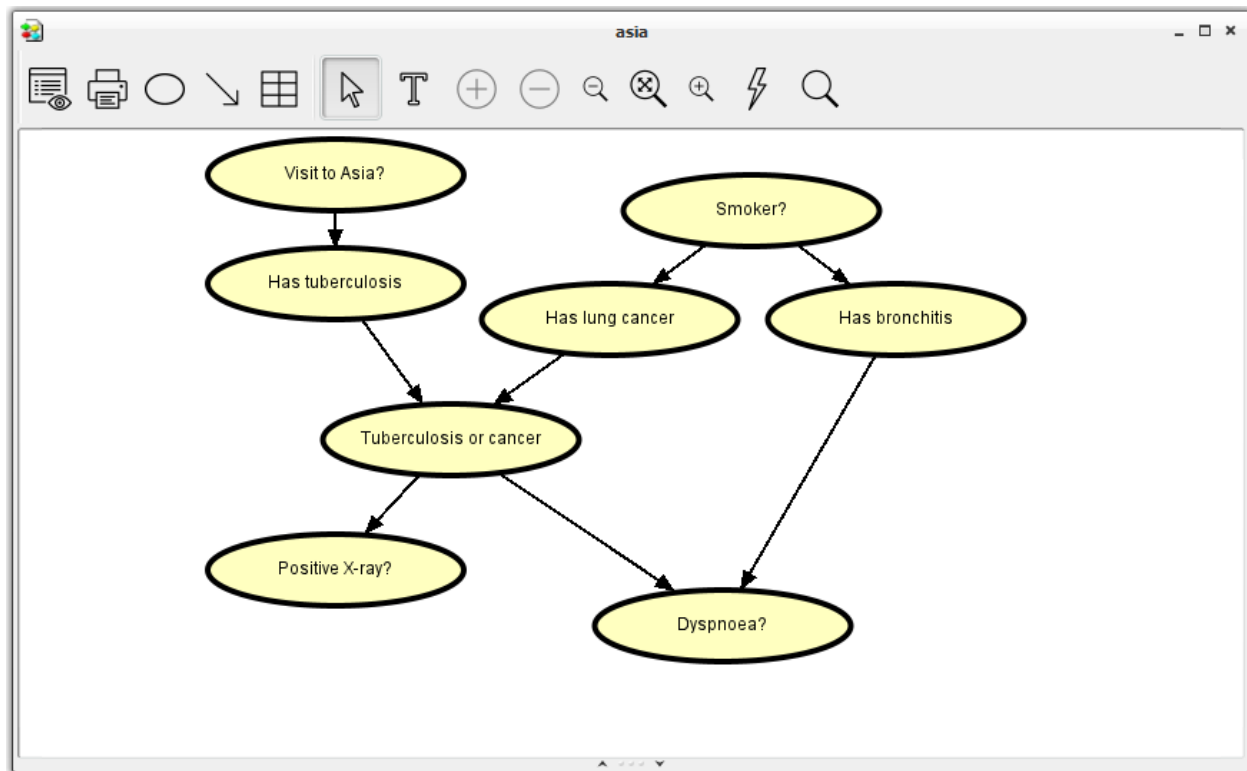 asia
Visit to Asia?
Smoker?
Has tuberculosis
Has lung cancer
Has bronchitis
Tuberculosis or cancer
Positive X-ray?
Dyspnoea?